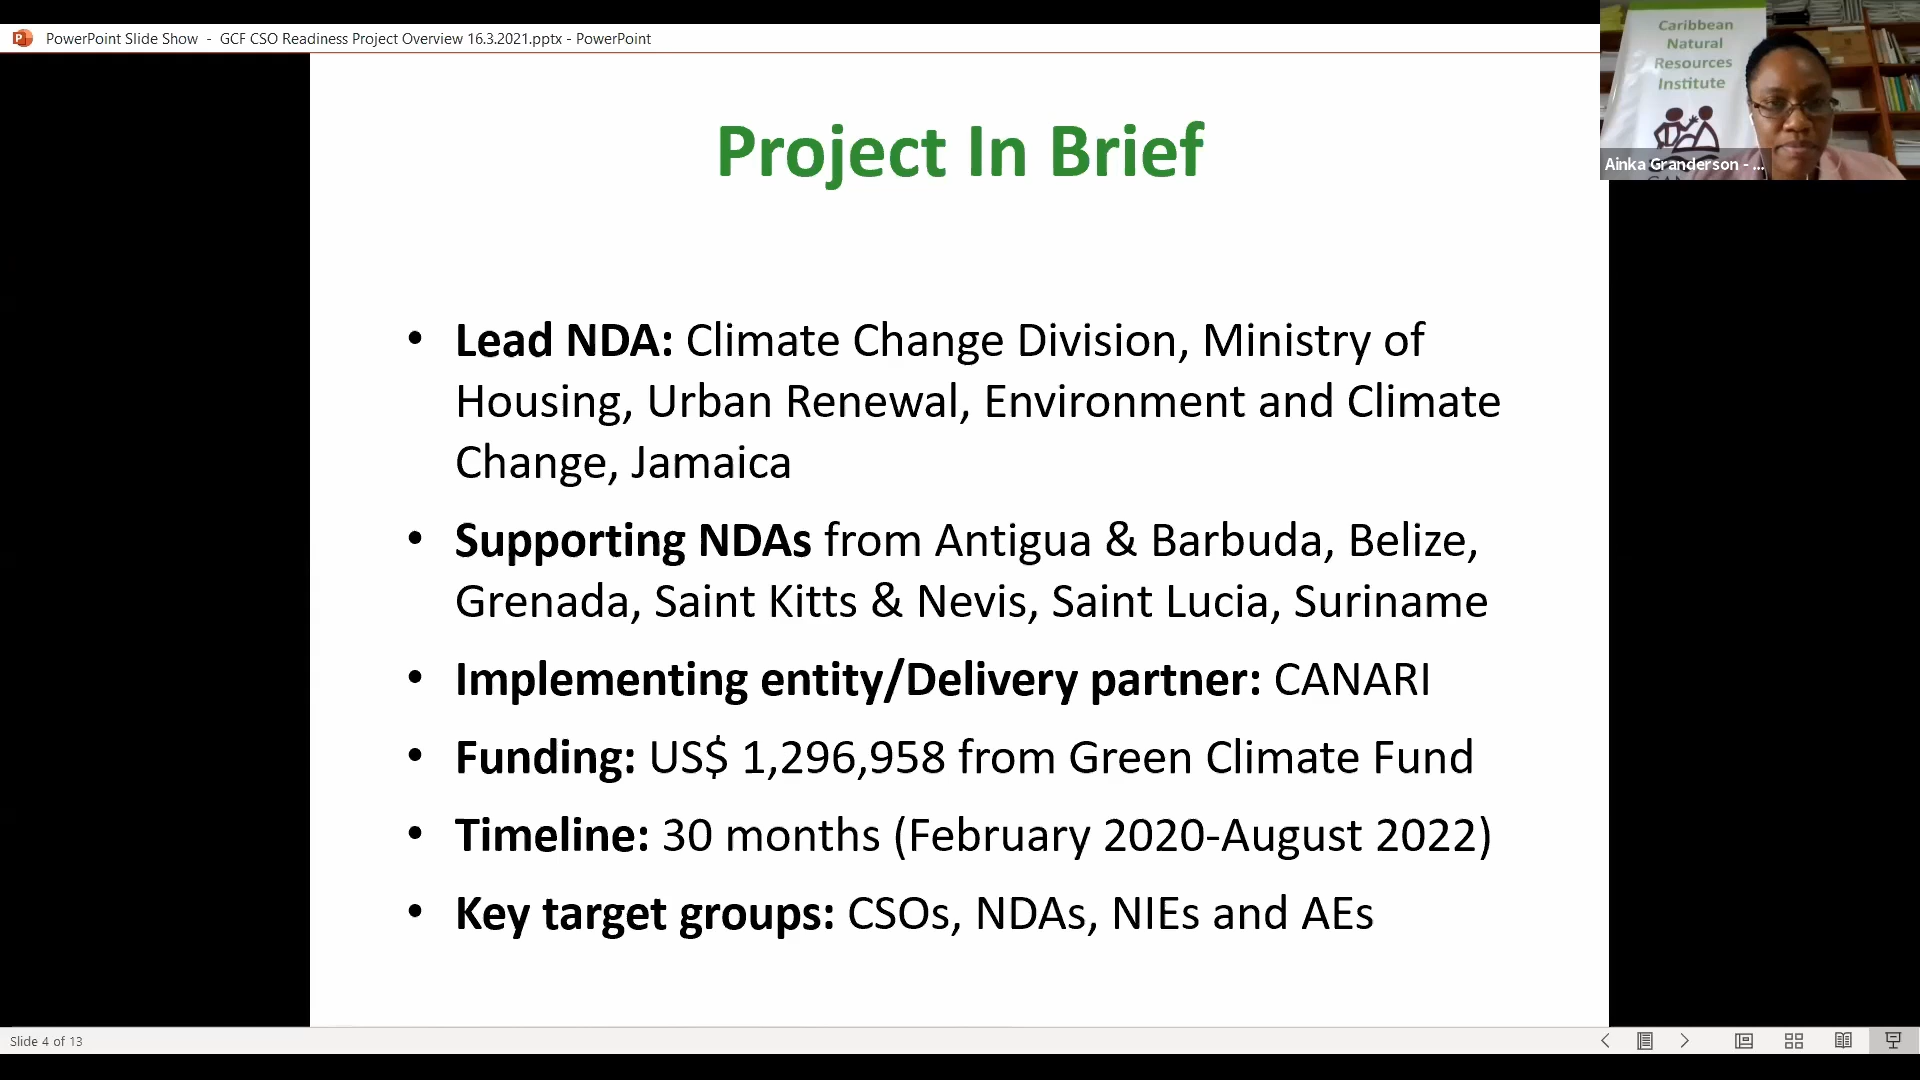 PowerPoint Slide Show - GCF CSO Readiness Project Overview 16.3.2021.pptx - PowerPoint
Caribbean
Natural
Resources
Institute
Ainka Granderson - ...
Project In Brief
• Lead NDA: Climate Change Division, Ministry of
Housing, Urban Renewal, Environment and Climate
Change, Jamaica
• Supporting NDAs from Antigua & Barbuda, Belize,
Grenada, Saint Kitts & Nevis, Saint Lucia, Suriname
• Implementing entity/Delivery partner: CANARI
• Funding: US$ 1,296,958 from Green Climate Fund
• Timeline: 30 months (February 2020-August 2022)
• Key target groups: CSOs, NDAs, NIEs and AEs
Slide 4 of 13